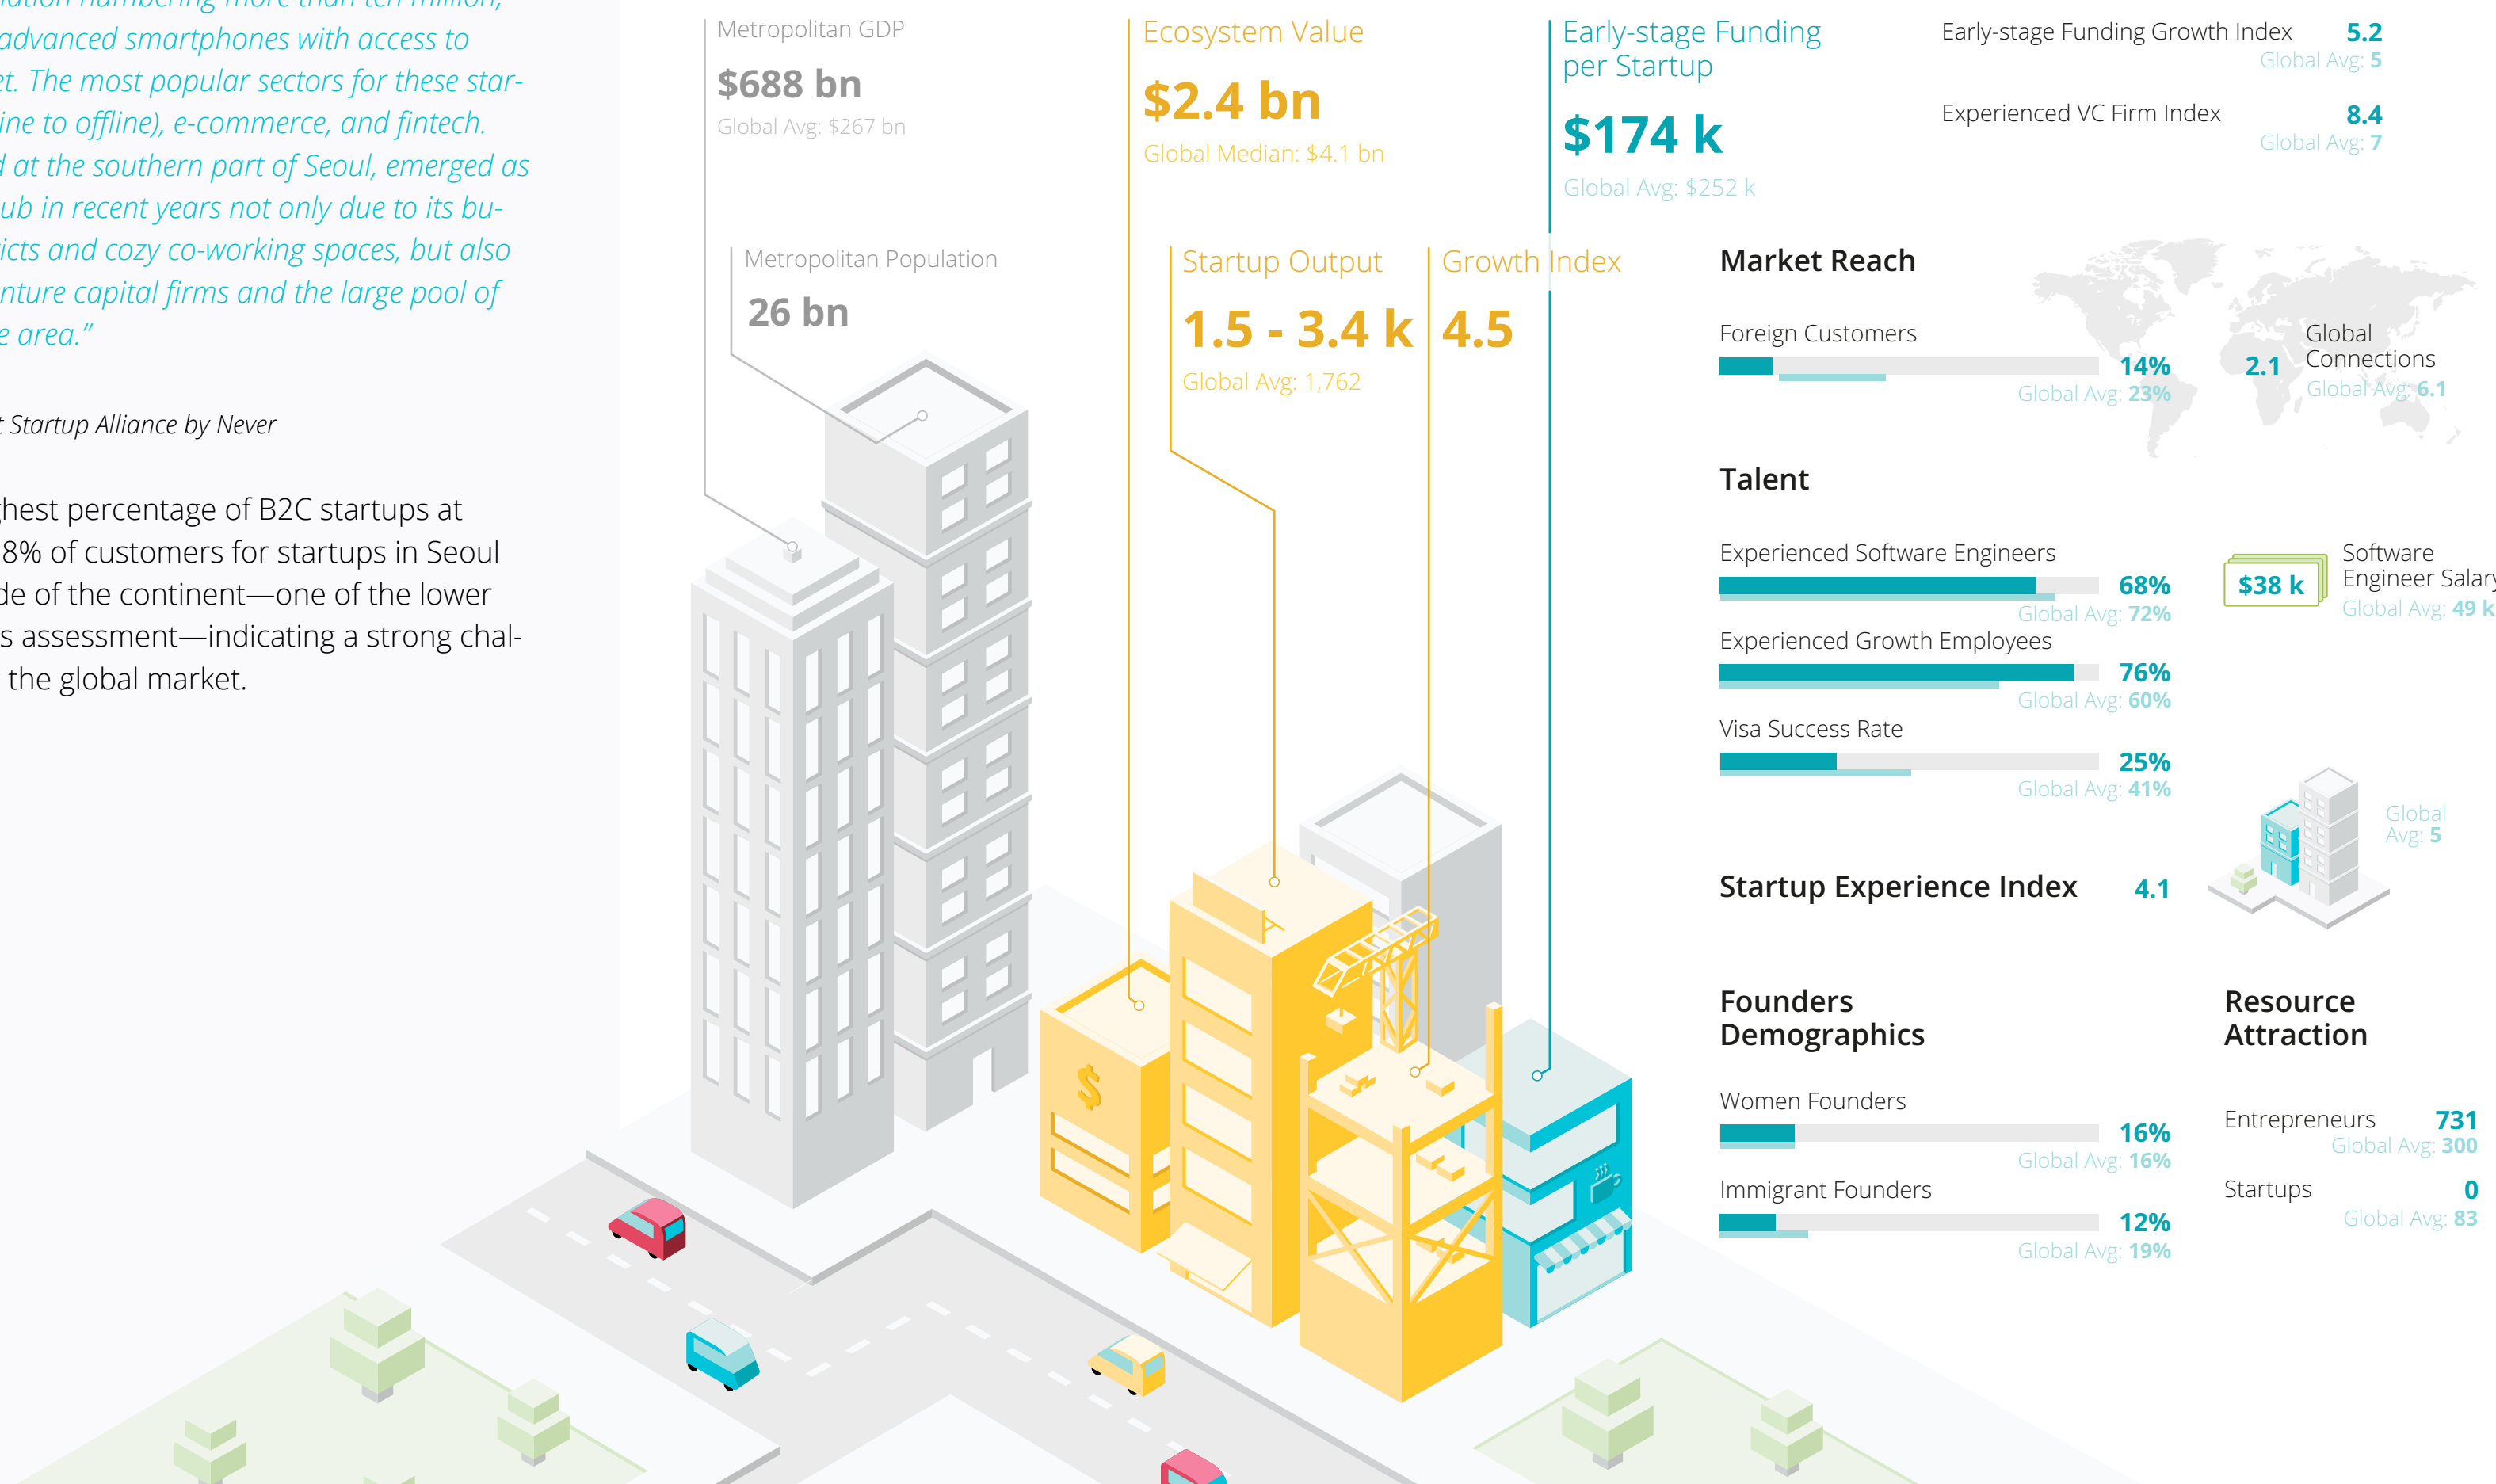 numbering more than ten million,
advanced smartphones with access to
The most popular sectors for these star-
to offline), e-commerce, and fintech.
at the southern part of Seoul, emerged as
in recent years not only due to its bu-
and cozy co-working spaces, but also
capital firms and the large pool of
area.”
Startup Alliance by Never
percentage of B2C startups at
8% of customers for startups in Seoul
of the continent—one of the lower
assessment—indicating a strong chal-
the global market.
Metropolitan GDP
$688 bn
Global Avg: $267 bn
Metropolitan Population
26 bn
Ecosystem Value
$2.4 bn
Global Median: $4.1 bn
Startup Output
1.5 - 3.4 k
Global Avg: 1,762
Growth Index
4.5
Early-stage Funding
per Startup
$174 k
Global Avg: $252 k
Early-stage Funding Growth Index 5.2
Global Avg: 5
Experienced VC Firm Index 8.4
Global Avg: 7
Market Reach
Foreign Customers
14%
Global Avg: 23%
2.1
Global
Connections
Global Avg: 6.1
Talent
Experienced Software Engineers
68%
Global Avg: 72%
Experienced Growth Employees
76%
Global Avg: 60%
Visa Success Rate
25%
Global Avg: 41%
$38 k
Software
Engineer Salary
Global Avg: 49 k
Startup Experience Index 4.1
Global
Avg: 5
Founders
Demographics
Women Founders
16%
Global Avg: 16%
Immigrant Founders
12%
Global Avg: 19%
Resource
Attraction
Entrepreneurs 731
Global Avg: 300
Startups 0
Global Avg: 83
$